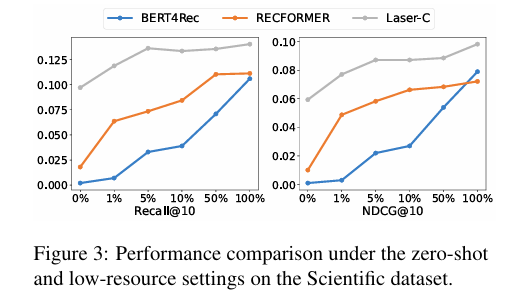 BERT4Rec RECFORMER Laser-C
0.125
0.100
0.075
0.050
0.025
0.000
0% 1% 5% 10% 50% 100%
Recall@10
0.10
0.08
0.06
0.04
0.02
0.00
0% 1% 5% 10% 50% 100%
NDCG@10
Figure 3: Performance comparison under the zero-shot
and low-resource settings on the Scientific dataset.